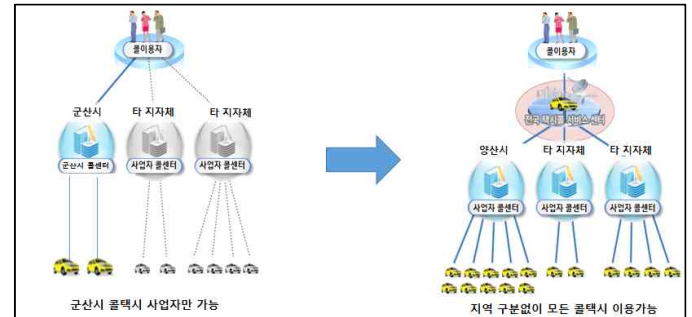 콜이용자
군산시 타 지자체 타 지자체
군산시 콜센터 사업자 콜센터 사업자 콜센터
군산시 콜택시 사업자만 가능
콜이용자
전국 택시콜 서비스 센터
양산시 타 지자체 타 지자체
사업자 콜센터 사업자 콜센터 사업자 콜센터
지역 구분없이 모든 콜택시 이용가능